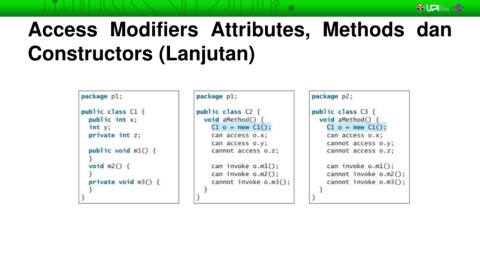 UPI
Access Modifiers Attributes, Methods dan
Constructors (Lanjutan)
package p1;
public class C1 {
public int x;
int y;
private int z;
public void m1() {
}
void m2() {
}
private void m3() {
}
}
package p1;
public class C2 {
void aMethod() {
C1 o = new C1();
can access o.x;
can access o.y;
cannot access o.z;
can invoke o.m1();
can invoke o.m2();
cannot invoke o.m3();
}
}
package p2;
public class C3 {
void aMethod() {
C1 o = new C1();
can access o.x;
cannot access o.y;
cannot access o.z;
can invoke o.m1();
cannot invoke o.m2();
cannot invoke o.m3();
}
}